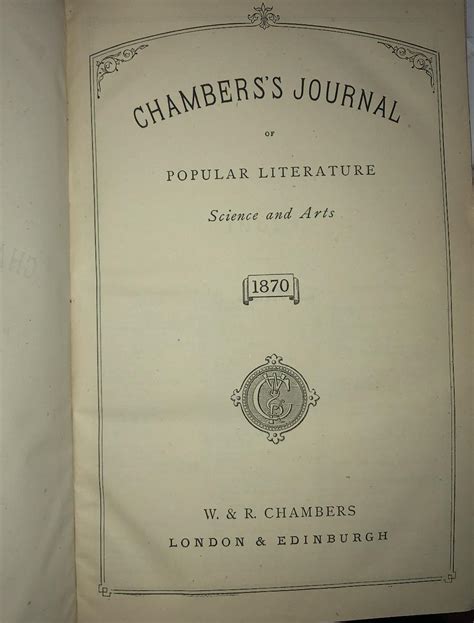 CHAMBERS'S JOURNAL
OF
POPULAR LITERATURE
Science and Arts
1870
W. & R. CHAMBERS
LONDON & EDINBURGH